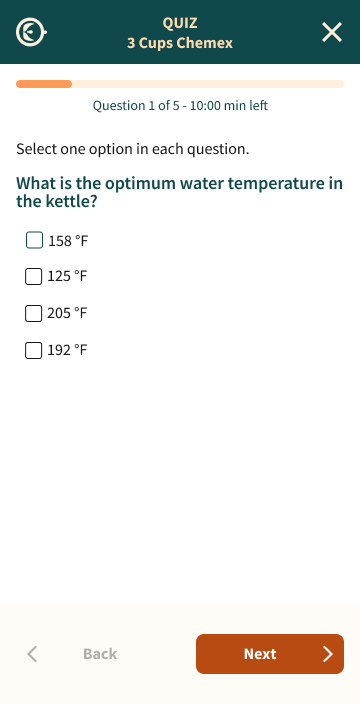 QUIZ
3 Cups Chemex
Question 1 of 5 - 10:00 min left
Select one option in each question.
What is the optimum water temperature in
the kettle?
158 °F
125 °F
205 °F
192 °F
Back
Next